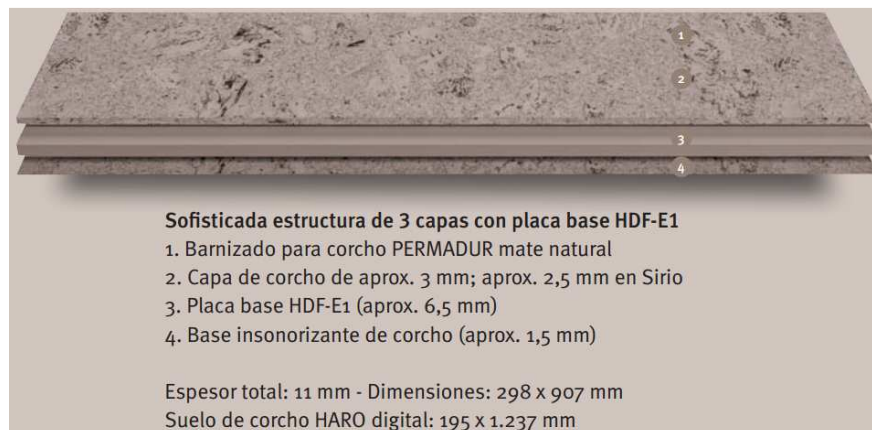 1
2
3
4
Sofisticada estructura de 3 capas con placa base HDF-E1
1. Barnizado para corcho PERMADUR mate natural
2. Capa de corcho de aprox. 3 mm; aprox. 2,5 mm en Sirio
3. Placa base HDF-E1 (aprox. 6,5 mm)
4. Base insonorizante de corcho (aprox. 1,5 mm)
Espesor total: 11 mm - Dimensiones: 298 x 907 mm
Suelo de corcho HARO digital: 195 x 1.237 mm